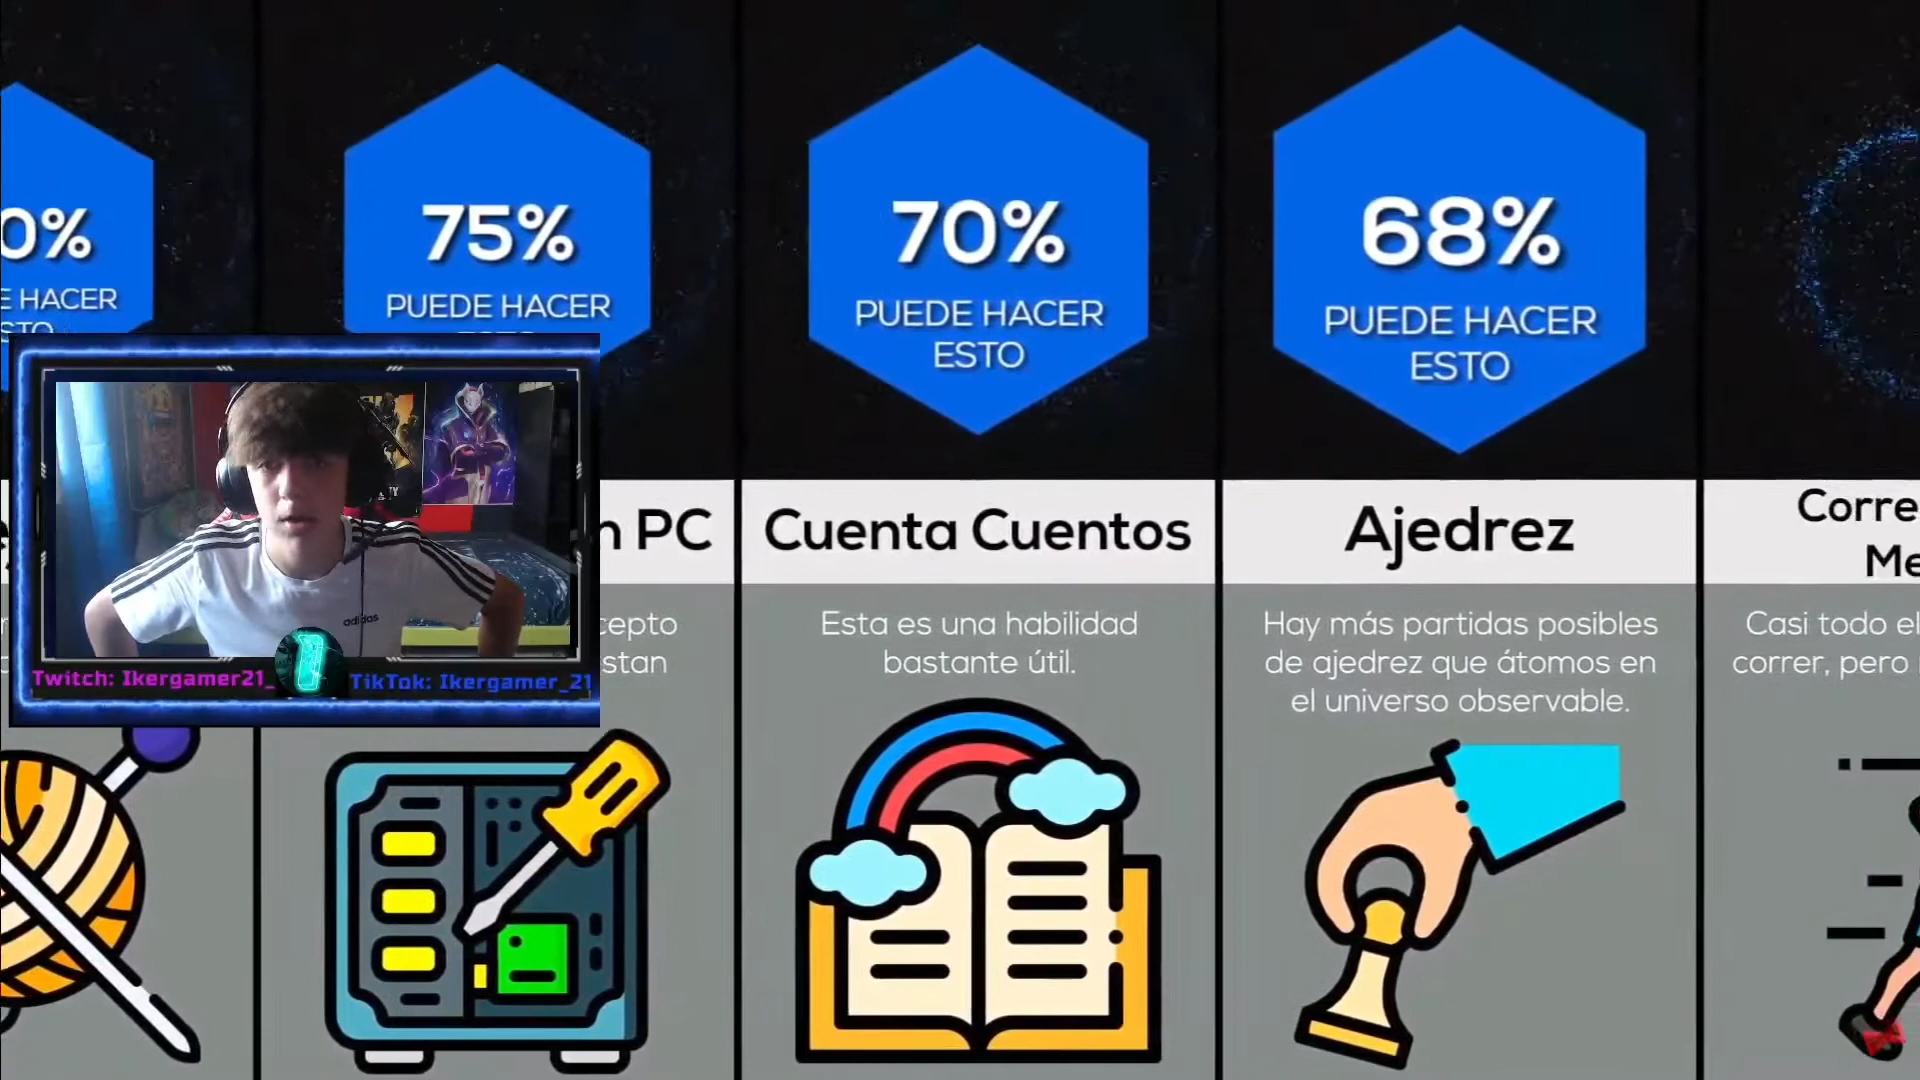 0%
E HACER
75%
PUEDE HACER
70%
PUEDE HACER
ESTO
68%
PUEDE HACER
ESTO
n PC
cepto
stan
Cuenta Cuentos
Esta es una habilidad
bastante útil.
Ajedrez
Hay más partidas posibles
de ajedrez que átomos en
el universo observable.
Corre
Me
Casi todo el
correr, pero
adidas
Twitch: Ikergamer21_
TikTok: Ikergamer_21